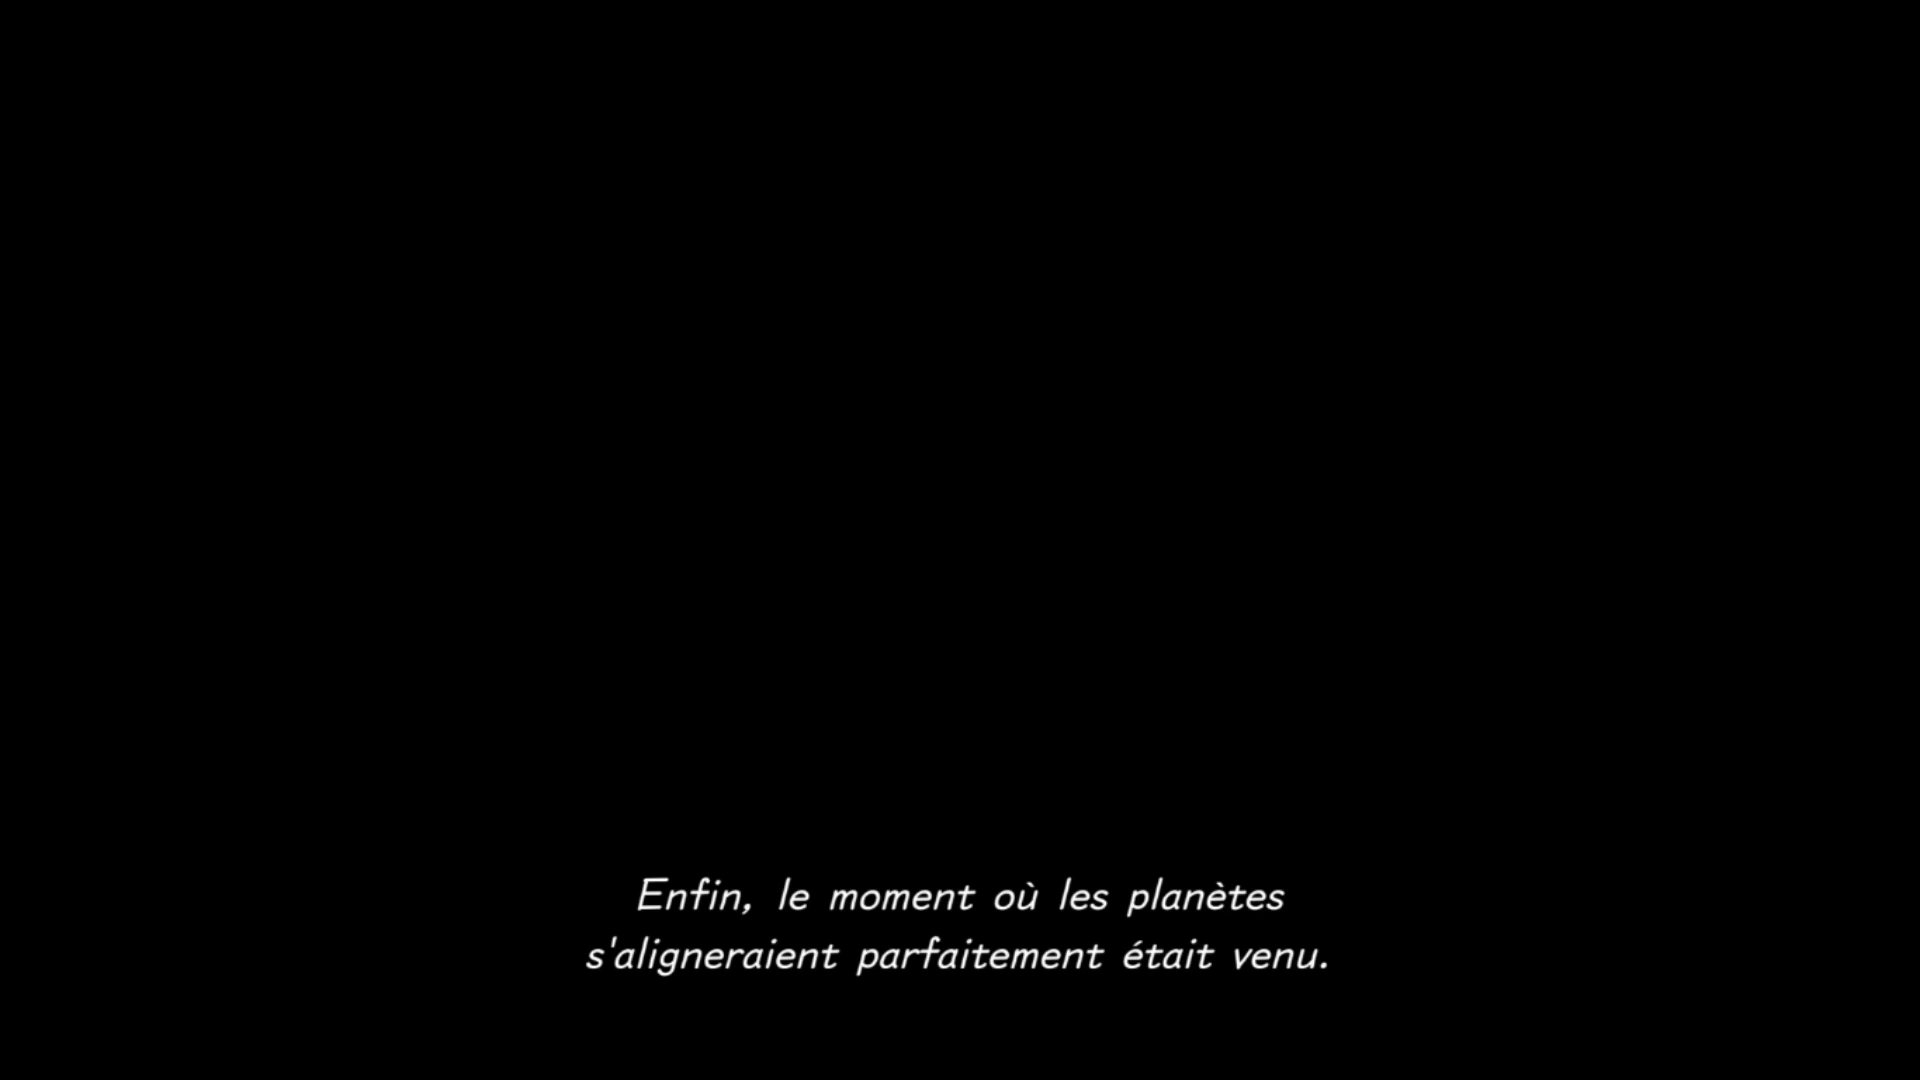 Enfin, le moment où les planètes
s'aligneraient parfaitement était venu.